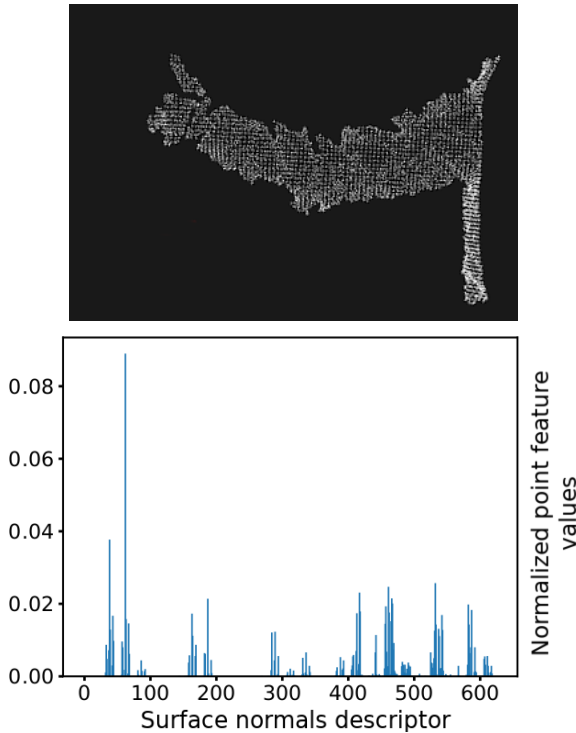 0.08
0.06
0.04
0.02
0.00
0 100 200 300 400 500 600
Surface normals descriptor
Normalized point feature
values